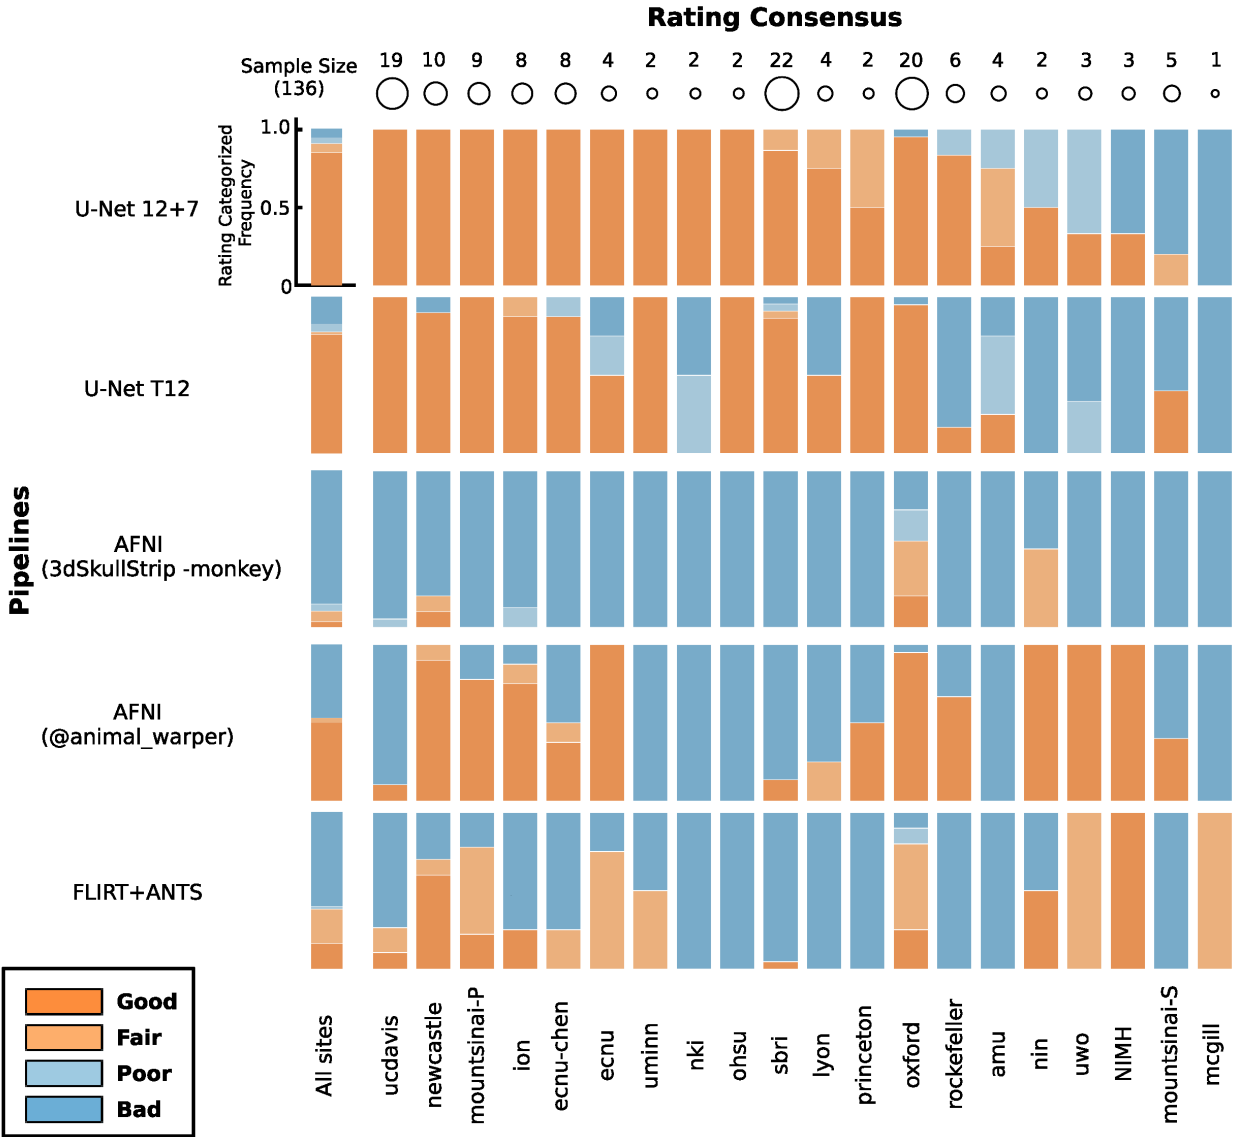 Rating Consensus
Sample Size
(136)
19 10 9 8 8 4 2 2 2 22 4 2 20 6 4 2 3 3 5 1
Rating Categorized
Frequency
1.0
0.5
0
U-Net 12+7
U-Net T12
Pipelines
AFNI
(3dSkullStrip -monkey)
AFNI
(@animal_warper)
FLIRT+ANTS
Good
Fair
Poor
Bad
All sites
ucdavis
newcastle
mountsinai-P
ion
ecnu-chen
ecnu
uminn
nki
ohsu
sbri
lyon
princeton
oxford
rockefeller
amu
nin
uwo
NIMH
mountsinai-S
mcgill